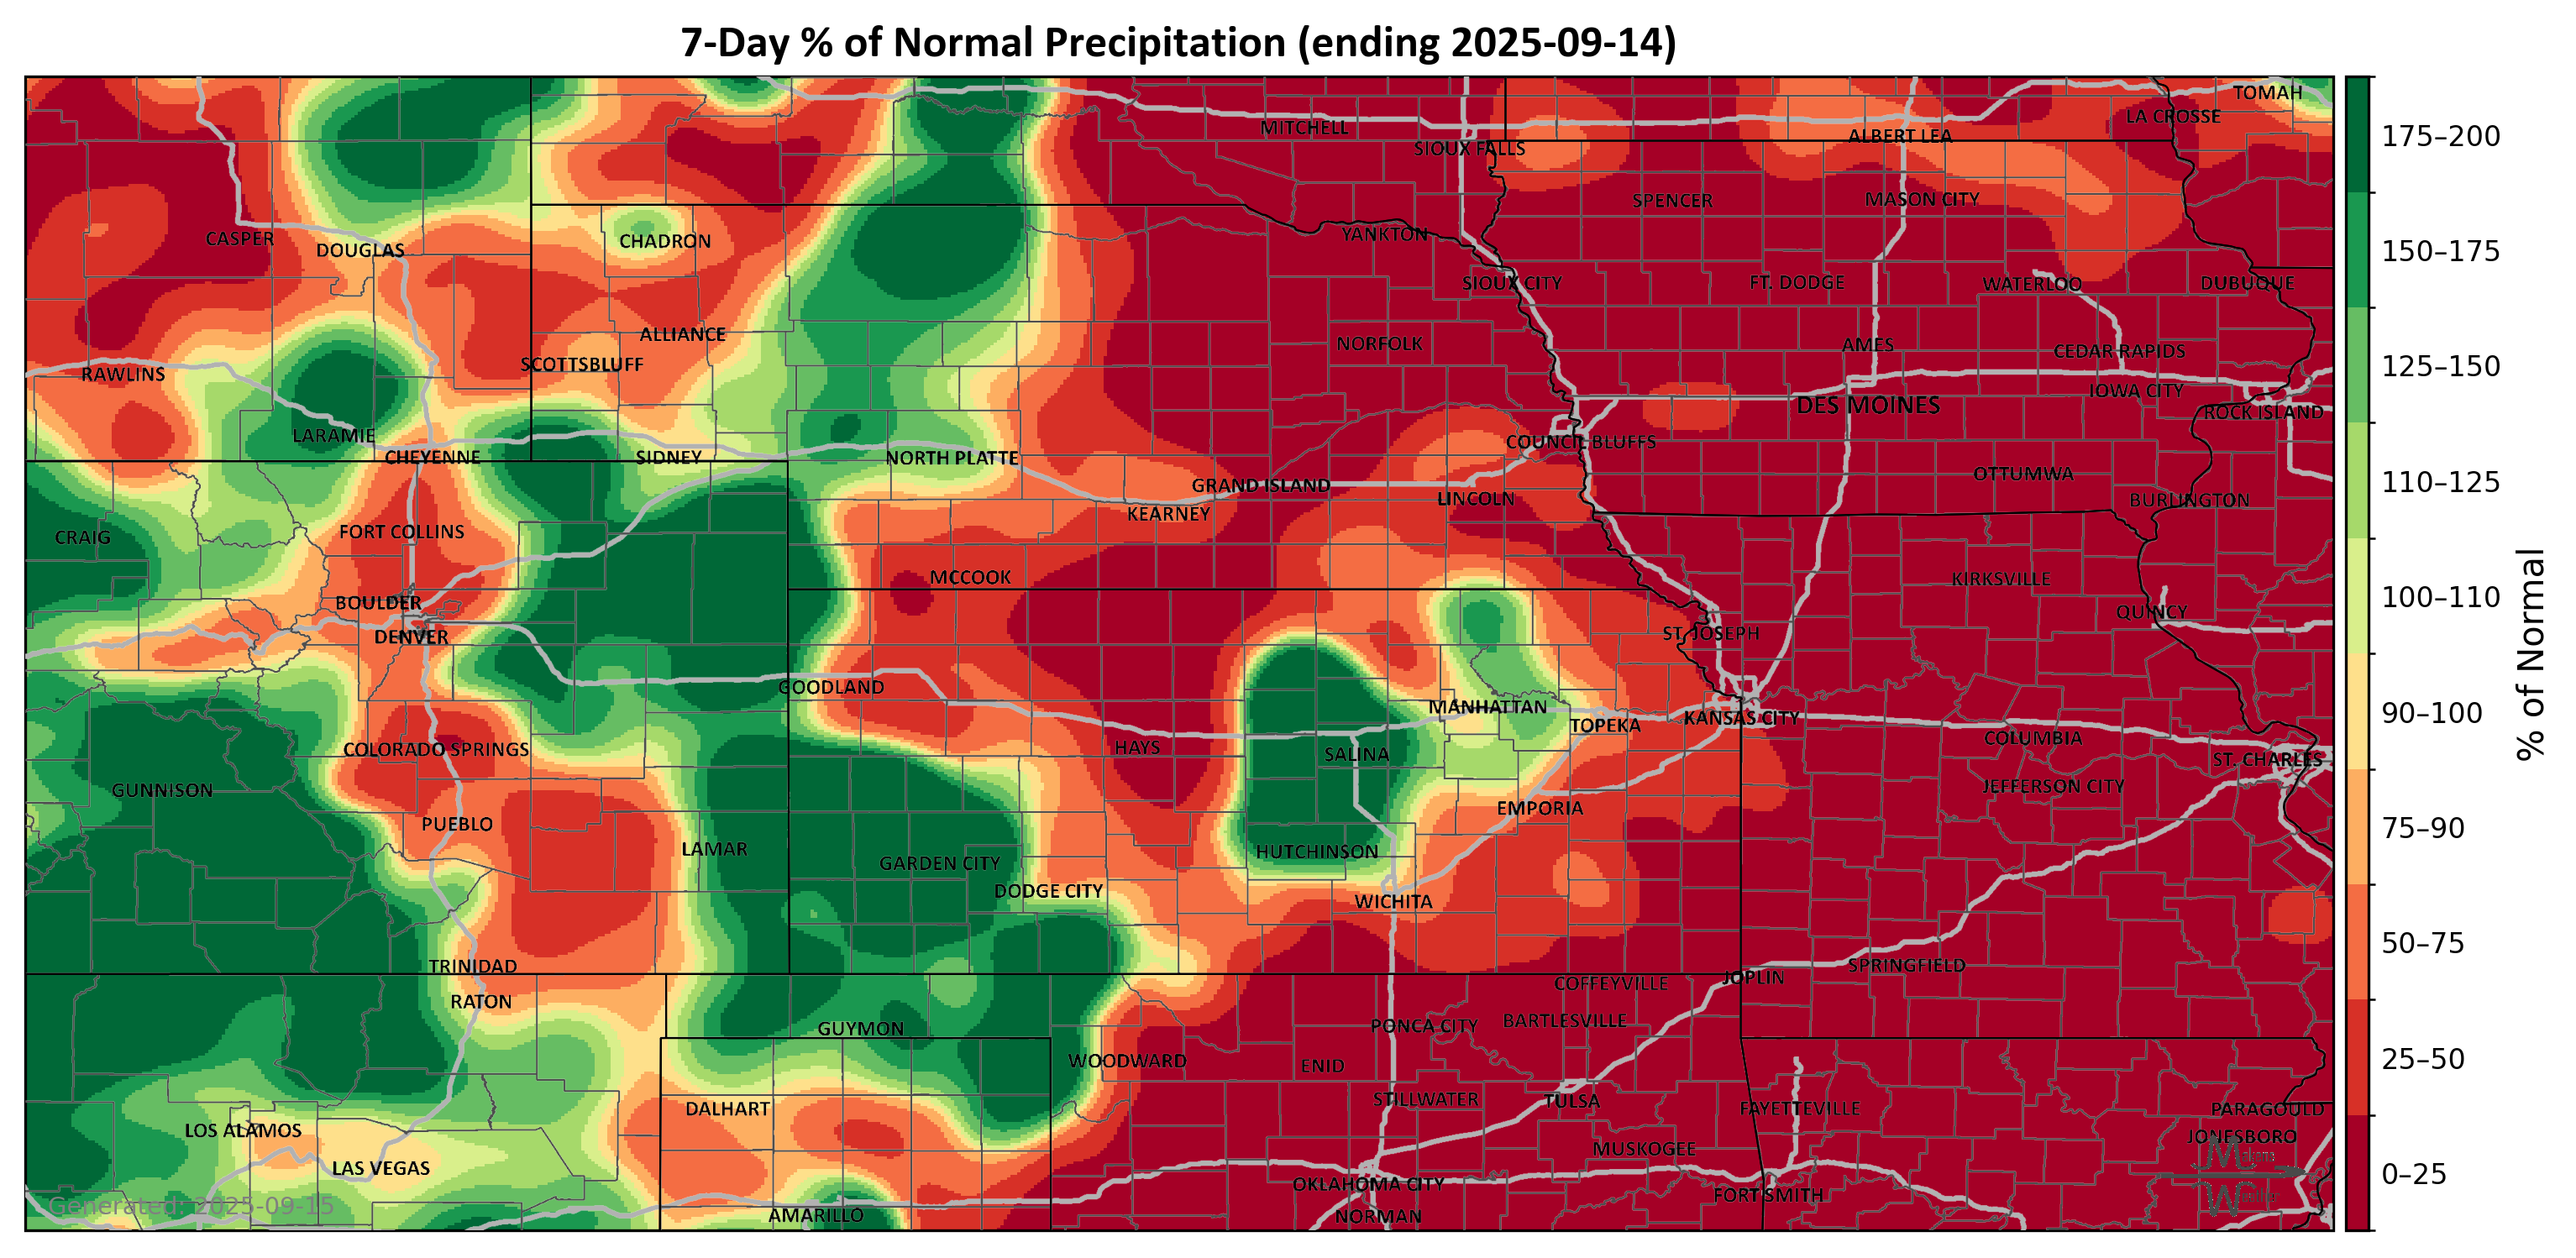 7-Day % of Normal Precipitation (ending 2025-09-14)
TOMAH
LA CROSSE
MITCHELL
ALBERT LEA
SIOUX FALLS
SPENCER
MASON CITY
CASPER
DOUGLAS
CHADRON
YANKTON
SIOUX CITY
FT. DODGE
WATERLOO
DUBUQUE
ALLIANCE
NORFOLK
AMES
CEDAR RAPIDS
SCOTTSBLUFF
RAWLINS
IOWA CITY
DES MOINES
ROCK ISLAND
LARAMIE
COUNCIL BLUFFS
CHEYENNE
SIDNEY
NORTH PLATTE
OTTUMWA
GRAND ISLAND
LINCOLN
BURLINGTON
KEARNEY
CRAIG
FORT COLLINS
MCCOOK
KIRKSVILLE
BOULDER
QUINCY
DENVER
ST. JOSEPH
GOODLAND
MANHATTAN
TOPEKA
KANSAS CITY
COLORADO SPRINGS
HAYS
SALINA
COLUMBIA
ST. CHARLES
GUNNISON
JEFFERSON CITY
EMPORIA
PUEBLO
LAMAR
HUTCHINSON
GARDEN CITY
DODGE CITY
WICHITA
TRINIDAD
SPRINGFIELD
JOPLIN
COFFEYVILLE
RATON
GUYMON
PONCA CITY
BARTLESVILLE
WOODWARD
ENID
DALHART
STILLWATER
TULSA
FAYETTEVILLE
PARAGOULD
LOS ALAMOS
JONESBORO
MUSKOGEE
LAS VEGAS
OKLAHOMA CITY
FORT SMITH
AMARILLO
NORMAN
Generated: 2025-09-15
175–200
150–175
125–150
110–125
100–110
90–100
75–90
50–75
25–50
0–25
% of Normal